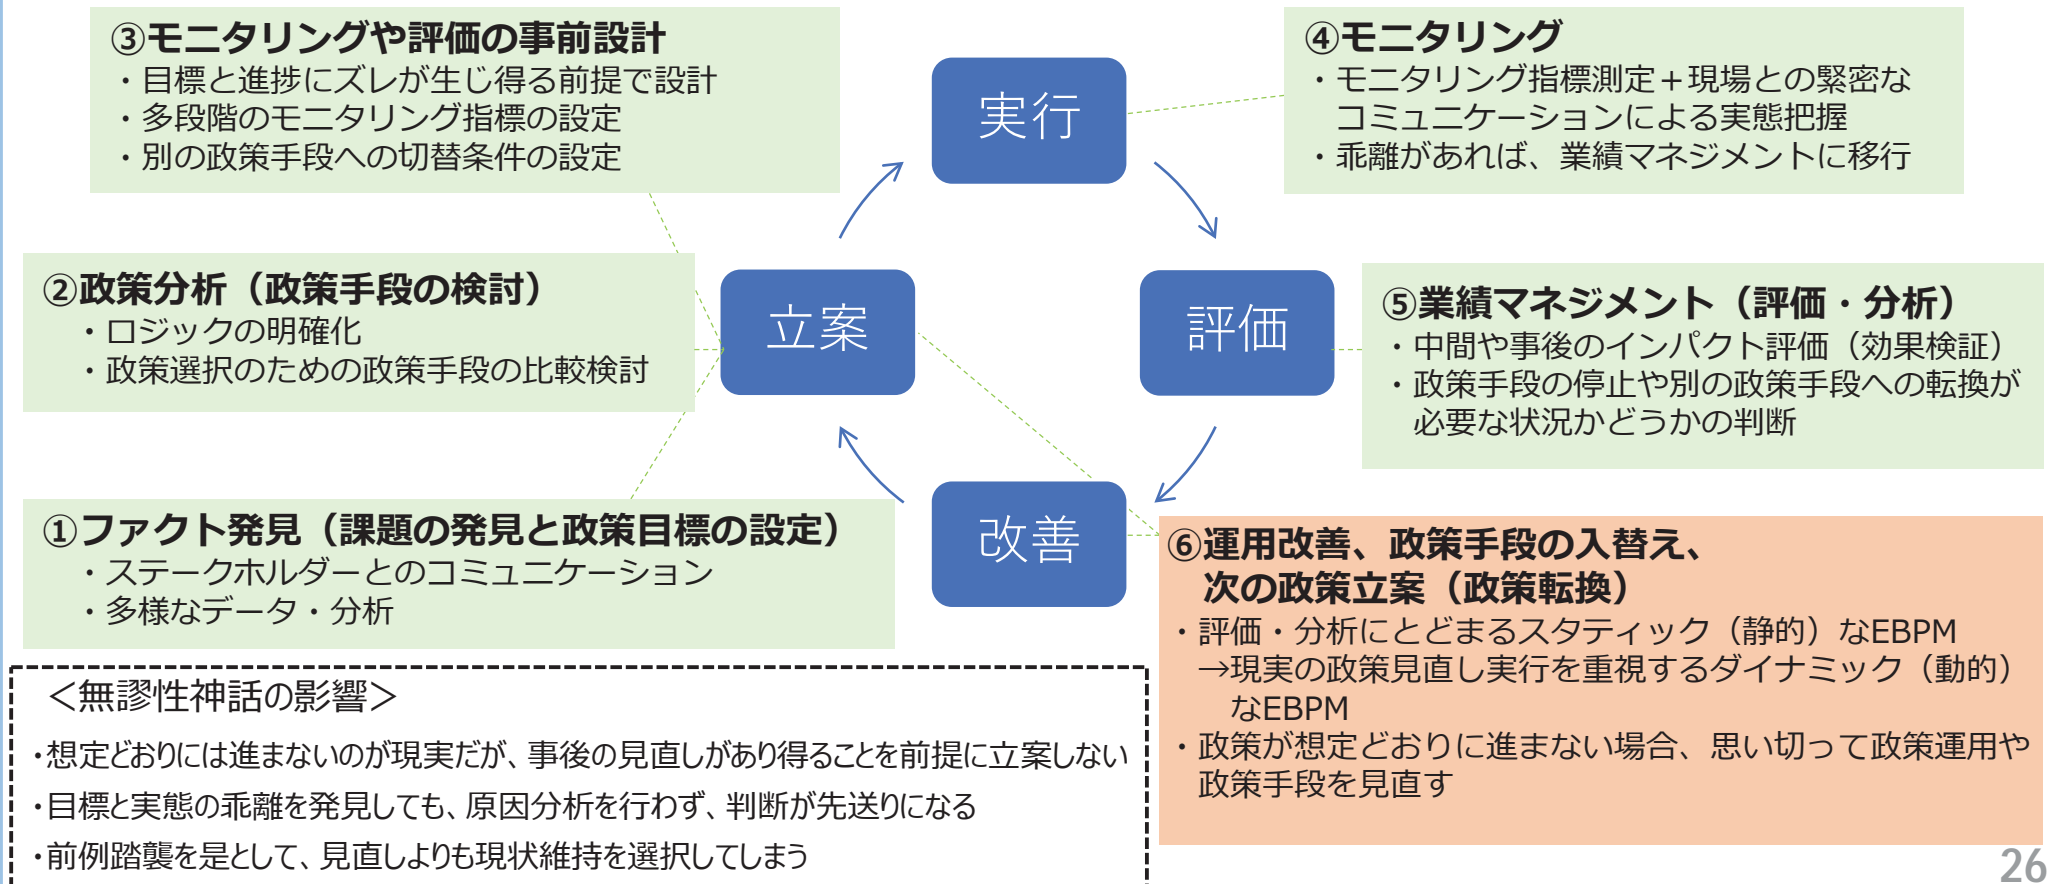 ③モニタリングや評価の事前設計
・目標と進捗にズレが生じ得る前提で設計
・多段階のモニタリング指標の設定
・別の政策手段への切替条件の設定
実行
④モニタリング
・モニタリング指標測定＋現場との緊密な
コミュニケーションによる実態把握
・乖離があれば、業績マネジメントに移行
②政策分析（政策手段の検討）
・ロジックの明確化
・政策選択のための政策手段の比較検討
立案
評価
⑤業績マネジメント（評価・分析）
・中間や事後のインパクト評価（効果検証）
・政策手段の停止や別の政策手段への転換が
必要な状況かどうかの判断
①ファクト発見（課題の発見と政策目標の設定）
・ステークホルダーとのコミュニケーション
・多様なデータ・分析
改善
⑥運用改善、政策手段の入替え、
次の政策立案（政策転換）
・評価・分析にとどまるスタティック（静的）なEBPM
→現実の政策見直し実行を重視するダイナミック（動的）
なEBPM
・政策が想定どおりに進まない場合、思い切って政策運用や
政策手段を見直す
＜無謬性神話の影響＞
・想定どおりには進まないのが現実だが、事後の見直しがあり得ることを前提に立案しない
・目標と実態の乖離を発見しても、原因分析を行わず、判断が先送りになる
・前例踏襲を是として、見直しよりも現状維持を選択してしまう
26